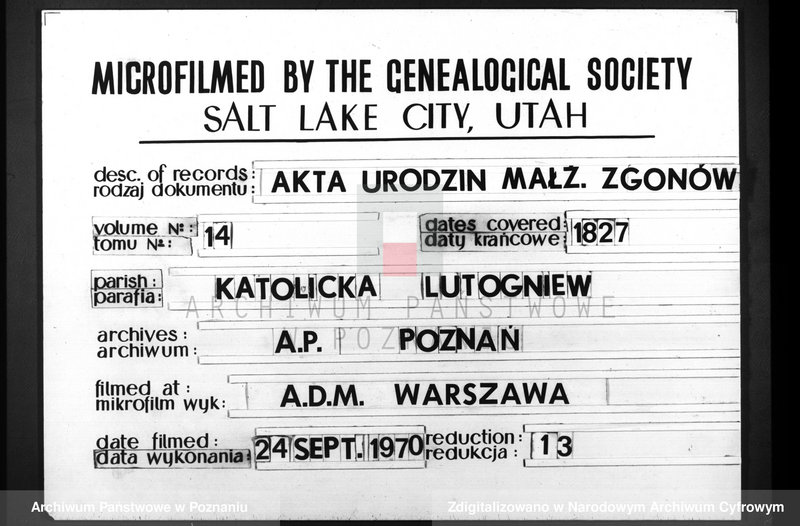 MICROFILMED BY THE GENEALOGICAL SOCIETY
SALT LAKE CITY, UTAH
desc. of records:
rodzaj dokumentu:
AKTA URODZIN MAŁŻ. ZGONÓW
volume No:
tomu No:
14
dates covered:
daty krańcowe:
1827
parish:
parafia:
KATOLICKA LUTOGNIEW
ARCHIWUM PAŃSTWOWE
W POZNANIU
archives:
archiwum:
A.P. POZNAŃ
filmed at:
mikrofilm wyk:
A.D.M. WARSZAWA
date filmed:
data wykonania:
24 SEPT. 1970
reduction:
redukcja:
13
Archiwum Państwowe w Poznaniu
Zdigitalizowano w Narodowym Archiwum Cyfrowym